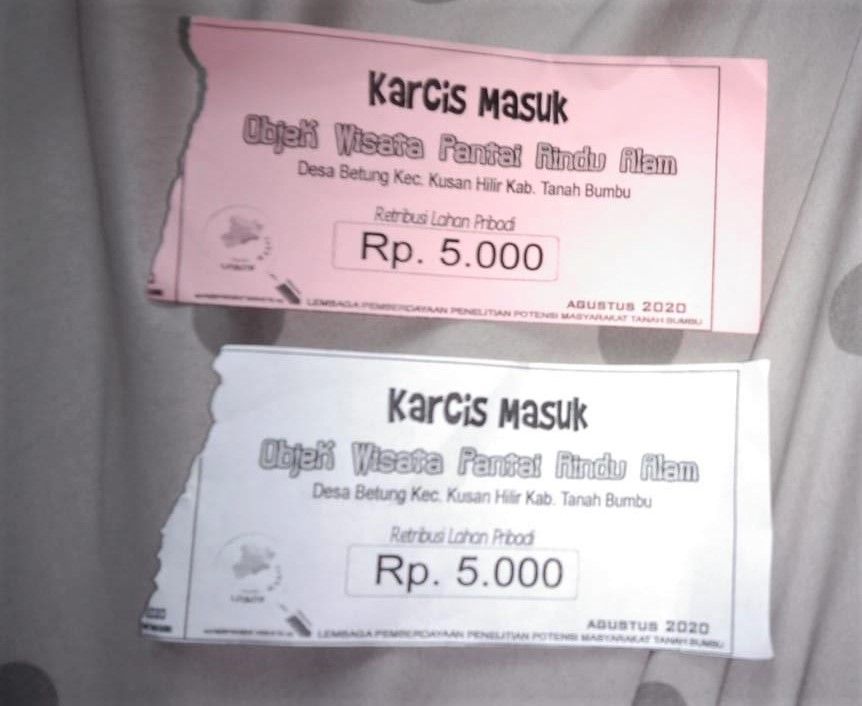 Karcis Masuk
Objek Wisata Pantai Rindu Alam
Desa Betung Kec. Kusan Hilir Kab. Tanah Bumbu
Retribusi Lahan Pribadi
Rp. 5.000
AGUSTUS 2020
LEMBAGA PEMBERDAYAAN PENELITIAN POTENSI MASYARAKAT TANAH BUMBU
Karcis Masuk
Objek Wisata Pantai Rindu Alam
Desa Betung Kec. Kusan Hilir Kab. Tanah Bumbu
Retribusi Lahan Pribadi
Rp. 5.000
AGUSTUS 2020
LEMBAGA PEMBERDAYAAN PENELITIAN POTENSI MASYARAKAT TANAH BUMBU